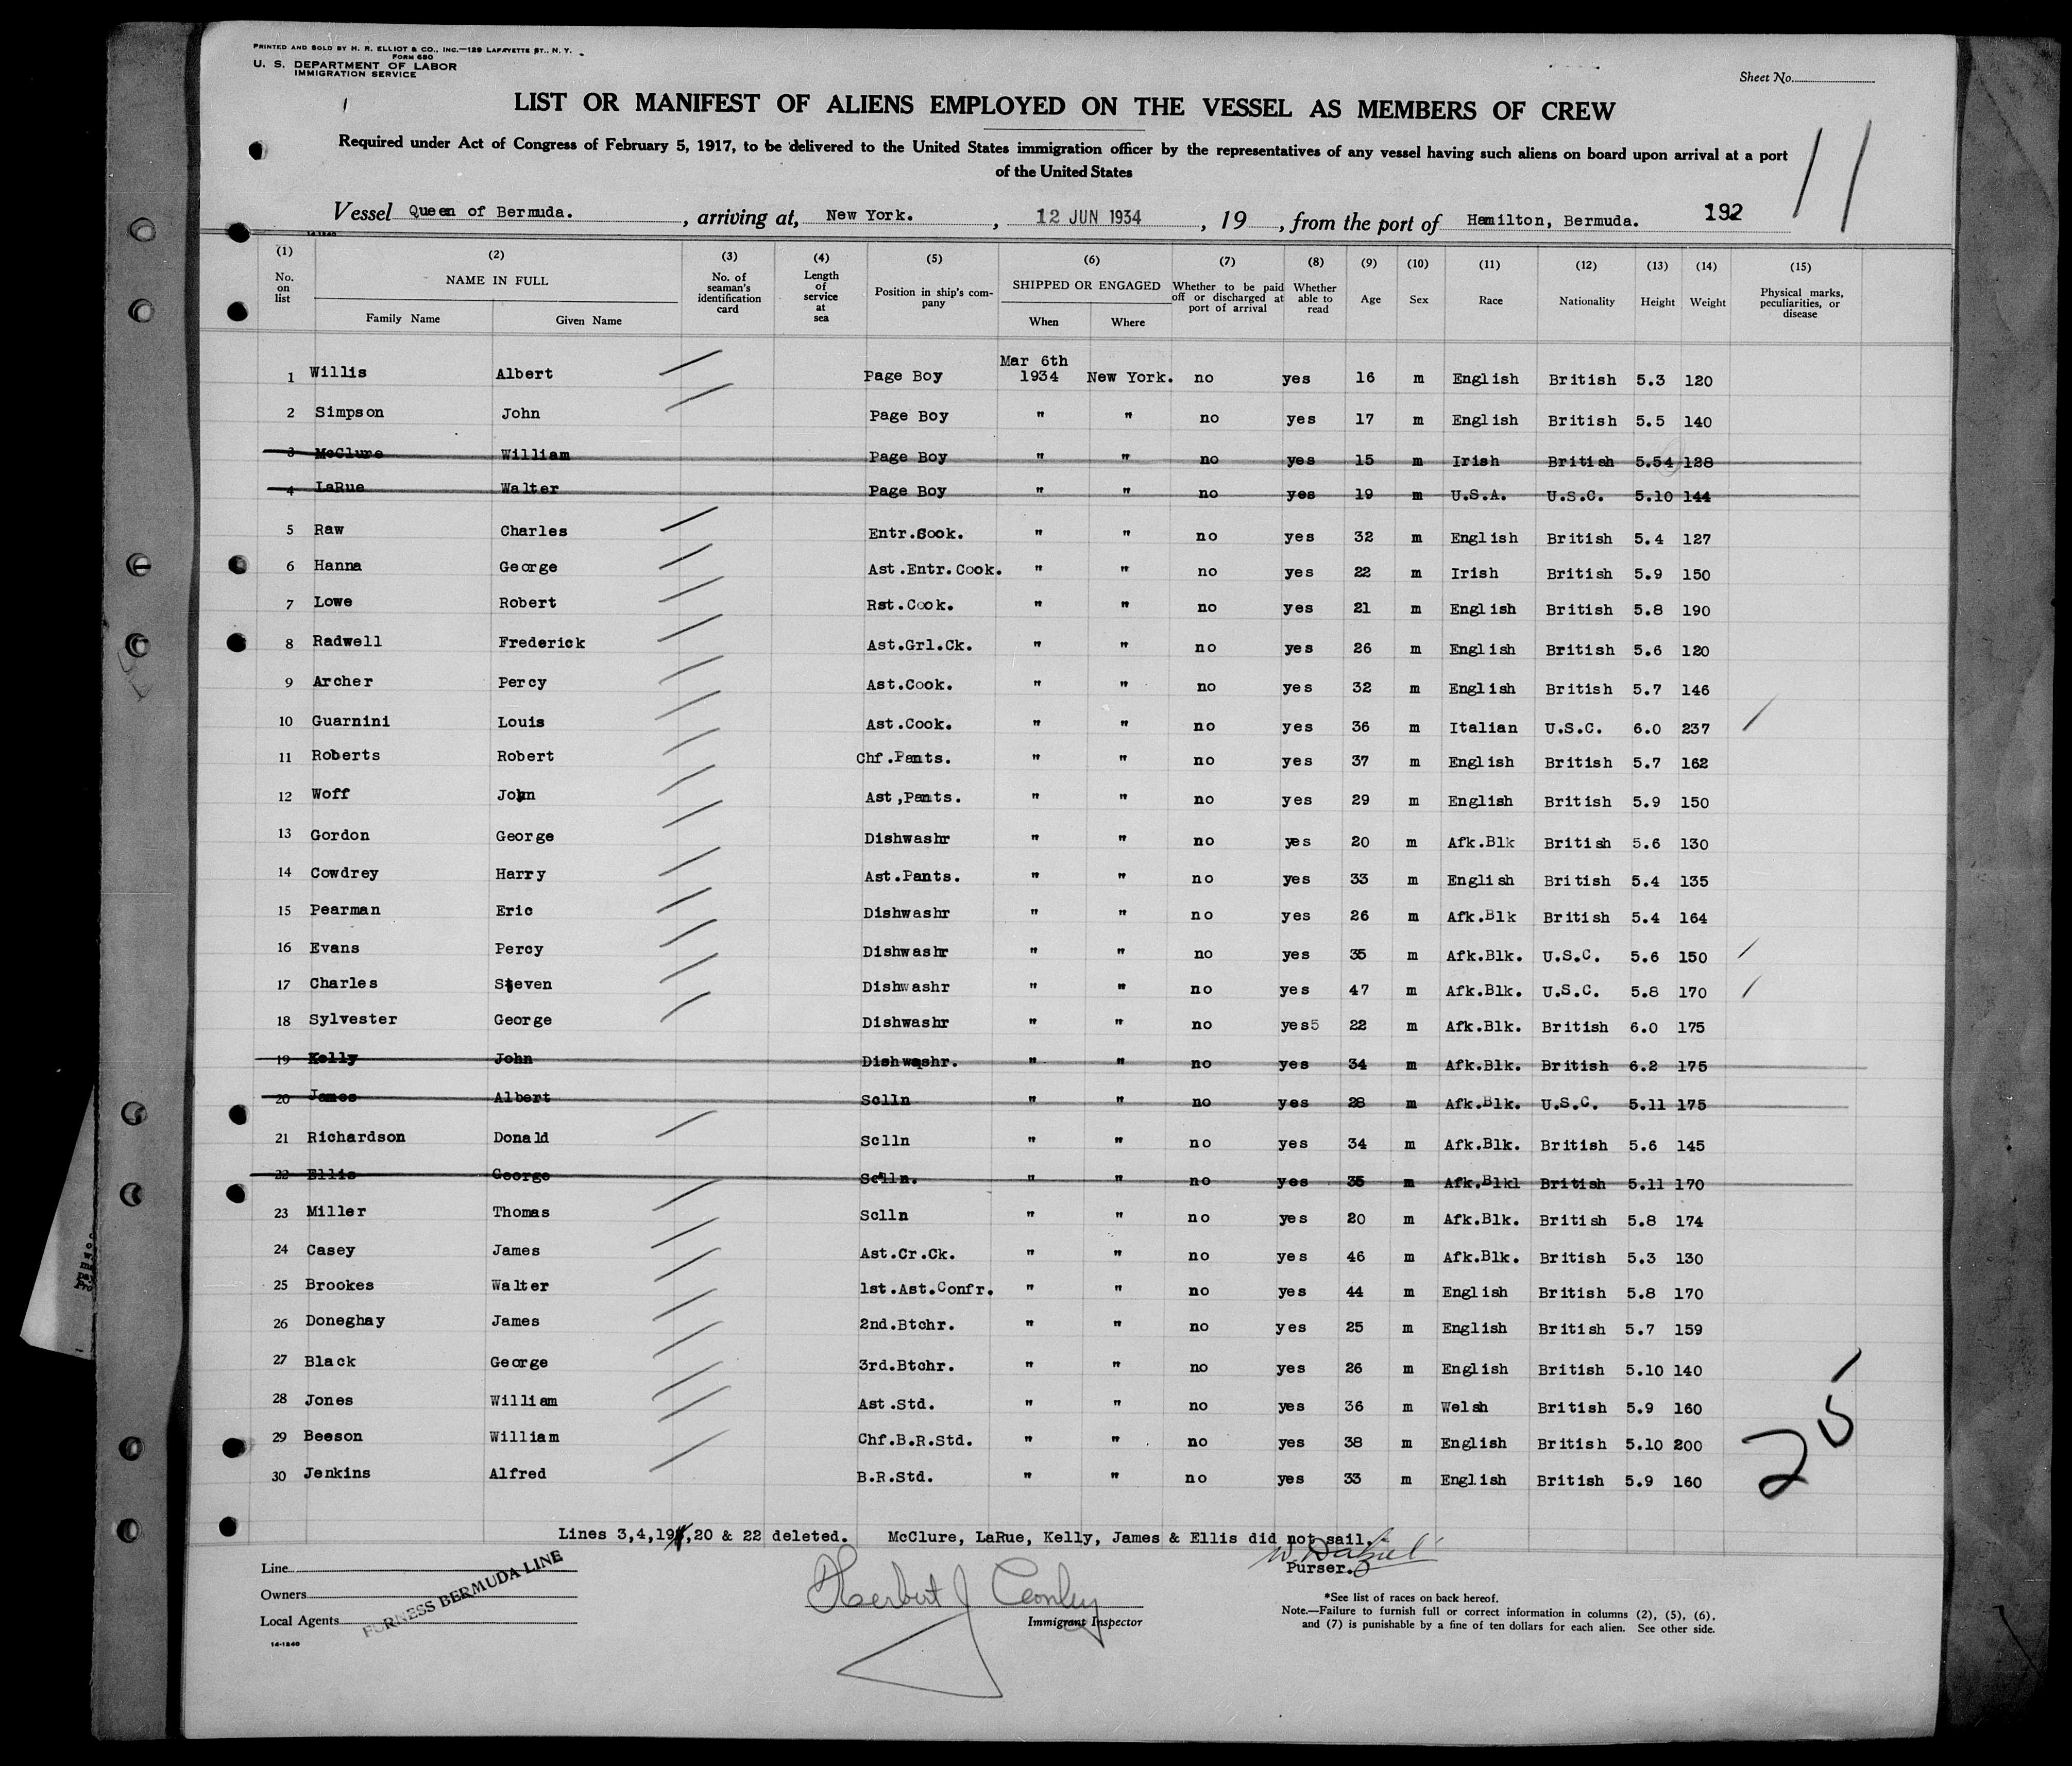 PRINTED AND SOLD BY H. R. ELLIOT & CO., INC.—129 LAFAYETTE ST., N. Y.
FORM 680
U. S. DEPARTMENT OF LABOR
IMMIGRATION SERVICE
Sheet No.
LIST OR MANIFEST OF ALIENS EMPLOYED ON THE VESSEL AS MEMBERS OF CREW
Required under Act of Congress of February 5, 1917, to be delivered to the United States immigration officer by the representatives of any vessel having such aliens on board upon arrival at a port
of the United States
11
Vessel Queen of Bermuda. , arriving at, New York. , 12 JUN 1934 , 19 , from the port of Hamilton, Bermuda. 192
14-1240
(1) (2) (3) (4) (5) (6) (7) (8) (9) (10) (11) (12) (13) (14) (15)
No. on list NAME IN FULL Family Name Given Name No. of seaman's identification card Length of service at sea Position in ship's company SHIPPED OR ENGAGED When Where Whether to be paid off or discharged at port of arrival Whether able to read Age Sex Race Nationality Height Weight Physical marks, peculiarities, or disease
1 Willis Albert Page Boy Mar 6th 1934 New York. no yes 16 m English British 5.3 120
2 Simpson John Page Boy " " no yes 17 m English British 5.5 140
3 McClure William Page Boy " " no yes 15 m Irish British 5.54 128
4 LaRue Walter Page Boy " " no yes 19 m U.S.A. U.S.C. 5.10 144
5 Raw Charles Entr.Cook. " " no yes 32 m English British 5.4 127
6 Hanna George Ast.Entr.Cook. " " no yes 22 m Irish British 5.9 150
7 Lowe Robert Rst.Cook. " " no yes 21 m English British 5.8 190
8 Radwell Frederick Ast.Grl.Ck. " " no yes 26 m English British 5.6 120
9 Archer Percy Ast.Cook. " " no yes 32 m English British 5.7 146
10 Guarnini Louis Ast.Cook. " " no yes 36 m Italian U.S.C. 6.0 237
11 Roberts Robert Chf.Pants. " " no yes 37 m English British 5.7 162
12 Woff John Ast,Pants. " " no yes 29 m English British 5.9 150
13 Gordon George Dishwashr " " no yes 20 m Afk.Blk British 5.6 130
14 Cowdrey Harry Ast.Pants. " " no yes 33 m English British 5.4 135
15 Pearman Eric Dishwashr " " no yes 26 m Afk.Blk British 5.4 164
16 Evans Percy Dishwashr " " no yes 35 m Afk.Blk. U.S.C. 5.6 150
17 Charles Steven Dishwashr " " no yes 47 m Afk.Blk. U.S.C. 5.8 170
18 Sylvester George Dishwashr " " no yes5 22 m Afk.Blk. British 6.0 175
19 Kelly John Dishwashr. " " no yes 34 m Afk.Blk. British 6.2 175
20 James Albert Sclln " " no yes 28 m Afk.Blk. U.S.C. 5.11 175
21 Richardson Donald Sclln " " no yes 34 m Afk.Blk. British 5.6 145
22 Ellis George Sclln. " " no yes 35 m Afk.Blkl British 5.11 170
23 Miller Thomas Sclln " " no yes 20 m Afk.Blk. British 5.8 174
24 Casey James Ast.Cr.Ck. " " no yes 46 m Afk.Blk. British 5.3 130
25 Brookes Walter 1st.Ast.Confr. " " no yes 44 m English British 5.8 170
26 Doneghay James 2nd.Btchr. " " no yes 25 m English British 5.7 159
27 Black George 3rd.Btchr. " " no yes 26 m English British 5.10 140
28 Jones William Ast.Std. " " no yes 36 m Welsh British 5.9 160
29 Beeson William Chf.B.R.Std. " " no yes 38 m English British 5.10 200
30 Jenkins Alfred B.R.Std. " " no yes 33 m English British 5.9 160
25
Lines 3,4,19,20 & 22 deleted. McClure, LaRue, Kelly, James & Ellis did not sail.
Purser.
Line
Owners
Local Agents
FURNESS BERMUDA LINE
14-1240
Herbert J Conley
Immigrant Inspector
*See list of races on back hereof.
Note.—Failure to furnish full or correct information in columns (2), (5), (6),
and (7) is punishable by a fine of ten dollars for each alien. See other side.